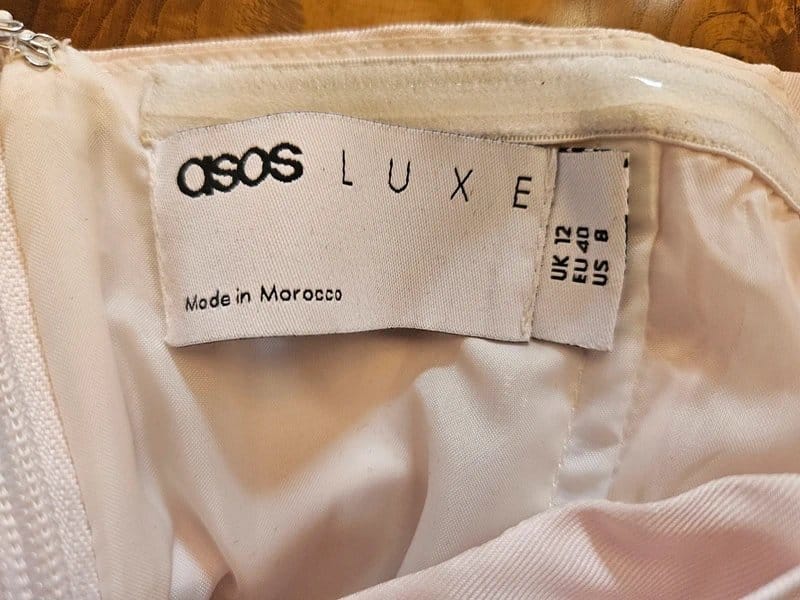 asos LUXE
Made in Morocco
UK 12
EU 40
US 8